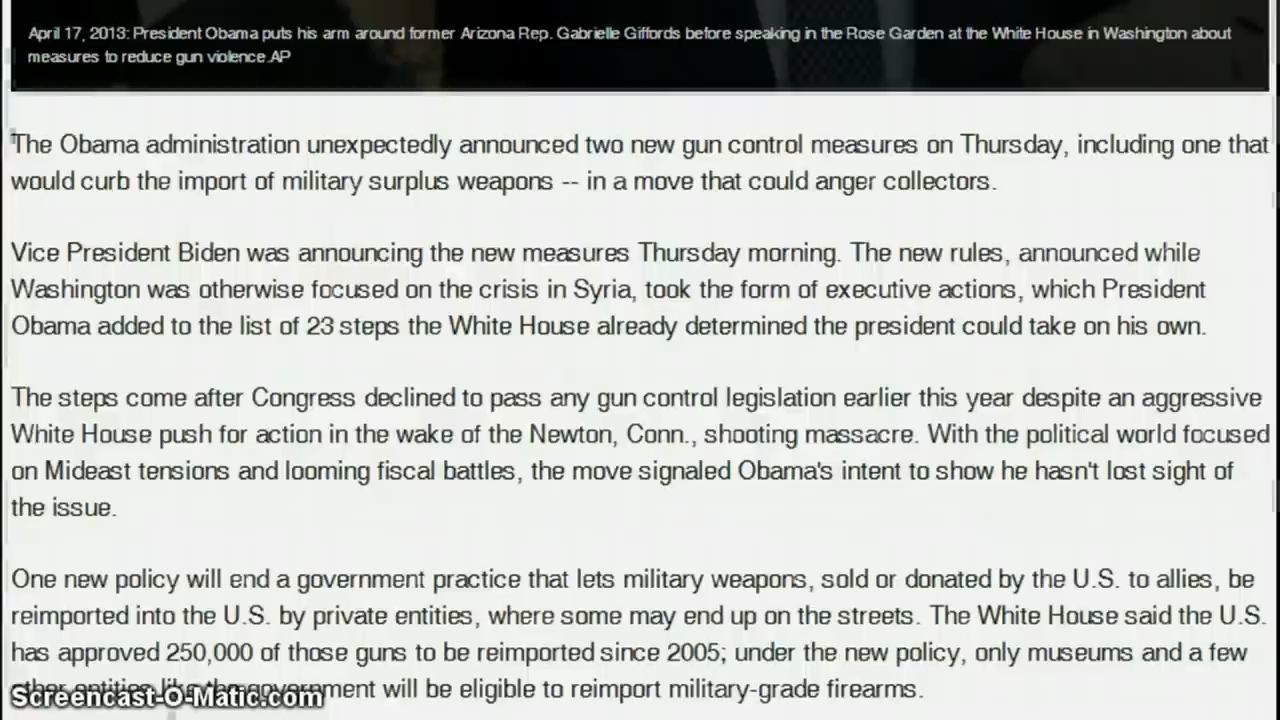 April 17, 2013: President Obama puts his arm around former Arizona Rep. Gabrielle Giffords before speaking in the Rose Garden at the White House in Washington about
measures to reduce gun violence.AP
The Obama administration unexpectedly announced two new gun control measures on Thursday, including one that
would curb the import of military surplus weapons -- in a move that could anger collectors.
Vice President Biden was announcing the new measures Thursday morning. The new rules, announced while
Washington was otherwise focused on the crisis in Syria, took the form of executive actions, which President
Obama added to the list of 23 steps the White House already determined the president could take on his own.
The steps come after Congress declined to pass any gun control legislation earlier this year despite an aggressive
White House push for action in the wake of the Newton, Conn., shooting massacre. With the political world focused
on Mideast tensions and looming fiscal battles, the move signaled Obama's intent to show he hasn't lost sight of
the issue.
One new policy will end a government practice that lets military weapons, sold or donated by the U.S. to allies, be
reimported into the U.S. by private entities, where some may end up on the streets. The White House said the U.S.
has approved 250,000 of those guns to be reimported since 2005; under the new policy, only museums and a few
other entities like the government will be eligible to reimport military-grade firearms.
Screencast-O-Matic.com